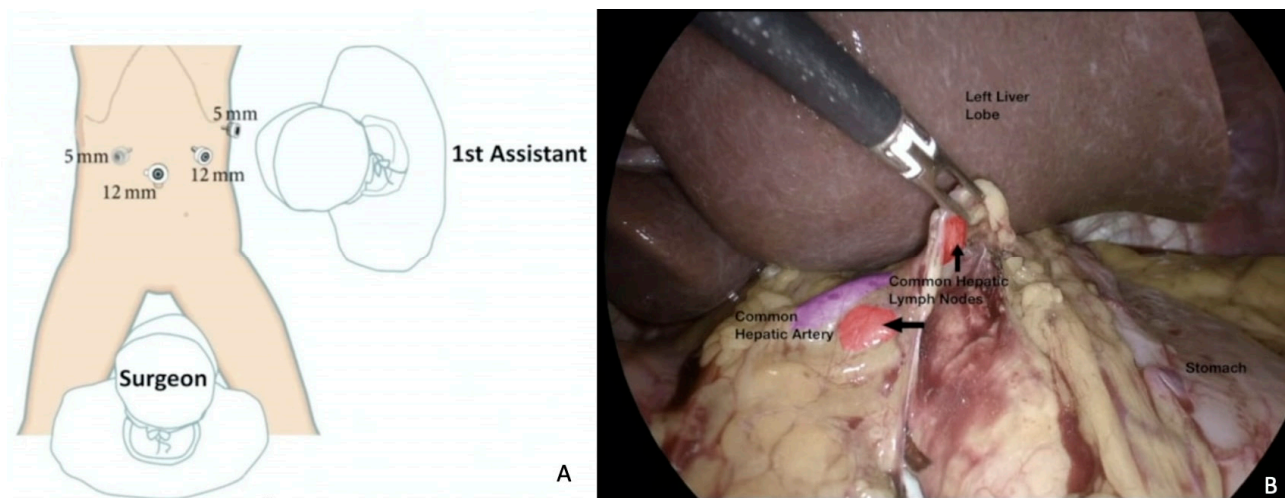 5 mm
1st Assistant
5 mm
12 mm
12 mm
Surgeon
A
Left Liver
Lobe
Common Hepatic
Lymph Nodes
Common
Hepatic Artery
Stomach
B